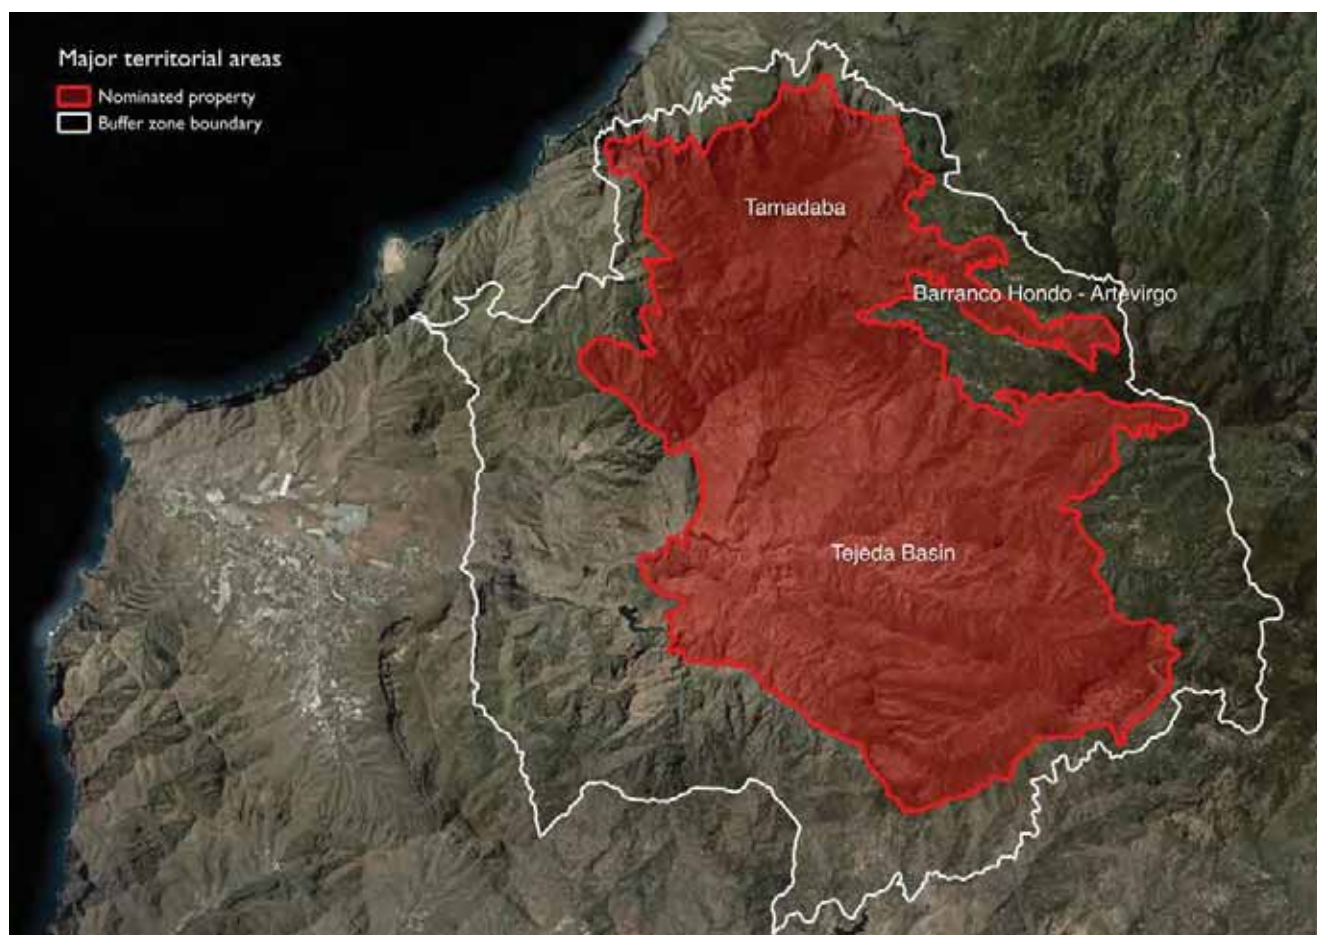 Major territorial areas
Nominated property
Buffer zone boundary
Tamadaba
Barranco Hondo - Artevirgo
Tejeda Basin